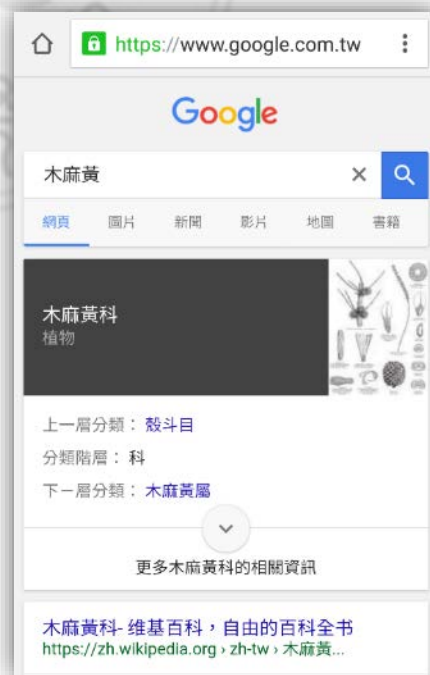 https://www.google.com.tw
Google
木麻黃
網頁 圖片 新聞 影片 地圖 書籍
木麻黃科
植物
上一層分類： 殼斗目
分類階層： 科
下一層分類： 木麻黃屬
更多木麻黃科的相關資訊
木麻黃科- 维基百科，自由的百科全书
https://zh.wikipedia.org › zh-tw › 木麻黃...